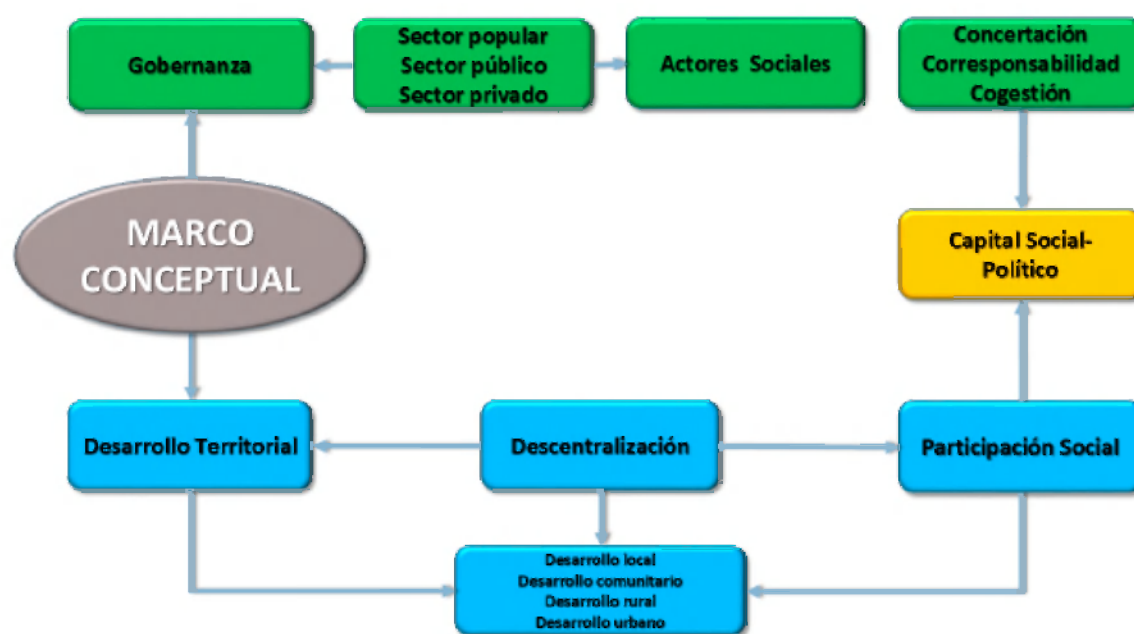 Gobernanza
Sector popular
Sector público
Sector privado
Actores Sociales
Concertación
Corresponsabilidad
Cogestión
MARCO
CONCEPTUAL
Capital Social-
Político
Desarrollo Territorial
Descentralización
Participación Social
Desarrollo local
Desarrollo comunitario
Desarrollo rural
Desarrollo urbano